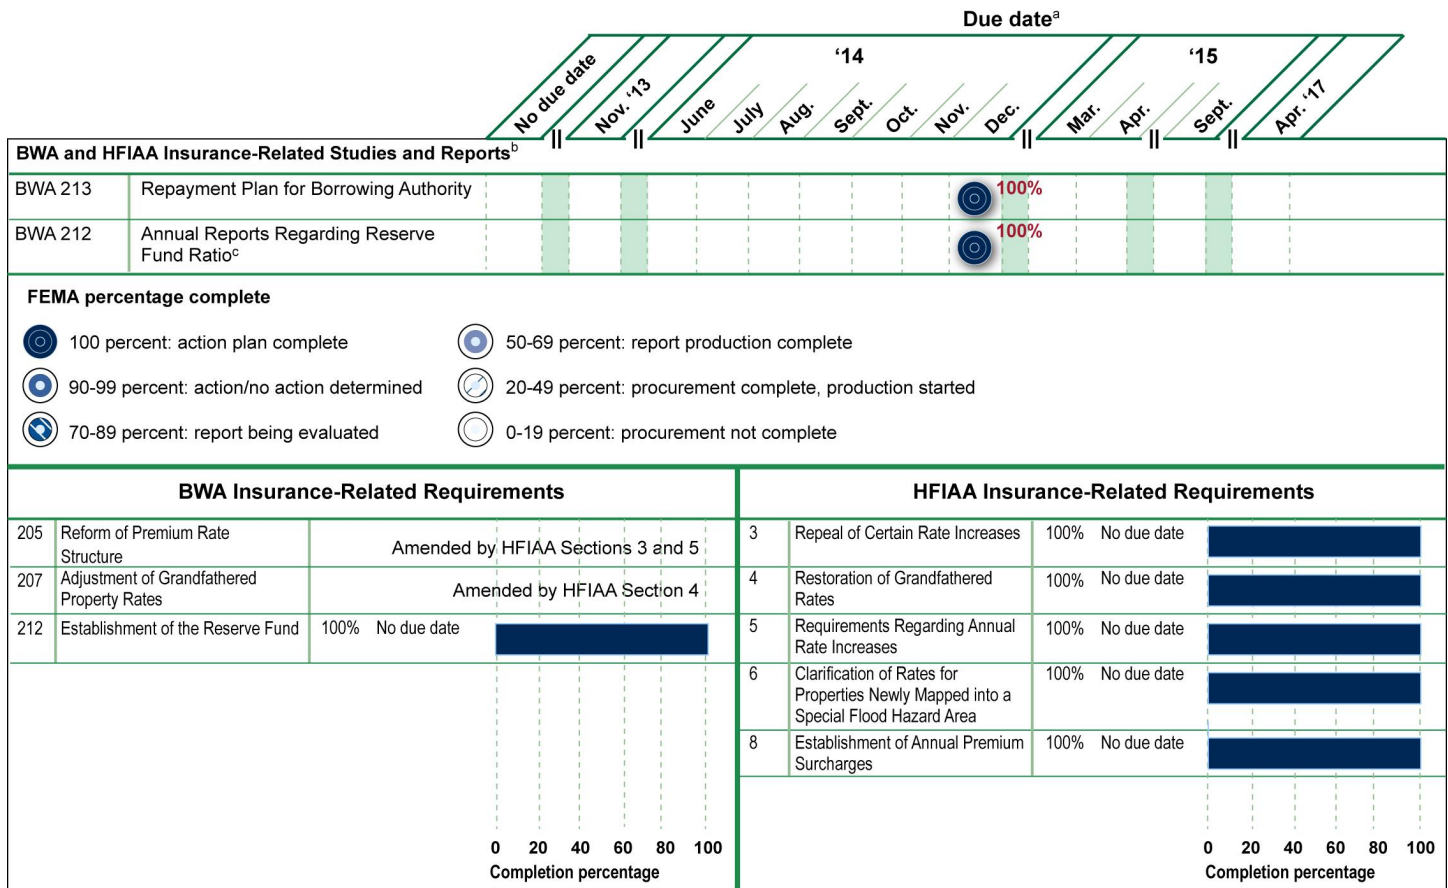 Due dateᵃ
‘14
‘15
No due date
Nov. ‘13
June
July
Aug.
Sept.
Oct.
Nov.
Dec.
Mar.
Apr.
Sept.
Apr. ‘17
BWA and HFIAA Insurance-Related Studies and Reportsᵇ
BWA 213
Repayment Plan for Borrowing Authority
100%
BWA 212
Annual Reports Regarding Reserve
Fund Ratioᶜ
100%
FEMA percentage complete
100 percent: action plan complete
50-69 percent: report production complete
90-99 percent: action/no action determined
20-49 percent: procurement complete, production started
70-89 percent: report being evaluated
0-19 percent: procurement not complete
BWA Insurance-Related Requirements
205
Reform of Premium Rate
Structure
Amended by HFIAA Sections 3 and 5
207
Adjustment of Grandfathered
Property Rates
Amended by HFIAA Section 4
212
Establishment of the Reserve Fund
100%
No due date
0 20 40 60 80 100
Completion percentage
HFIAA Insurance-Related Requirements
3
Repeal of Certain Rate Increases
100%
No due date
4
Restoration of Grandfathered
Rates
100%
No due date
5
Requirements Regarding Annual
Rate Increases
100%
No due date
6
Clarification of Rates for
Properties Newly Mapped into a
Special Flood Hazard Area
100%
No due date
8
Establishment of Annual Premium
Surcharges
100%
No due date
0 20 40 60 80 100
Completion percentage